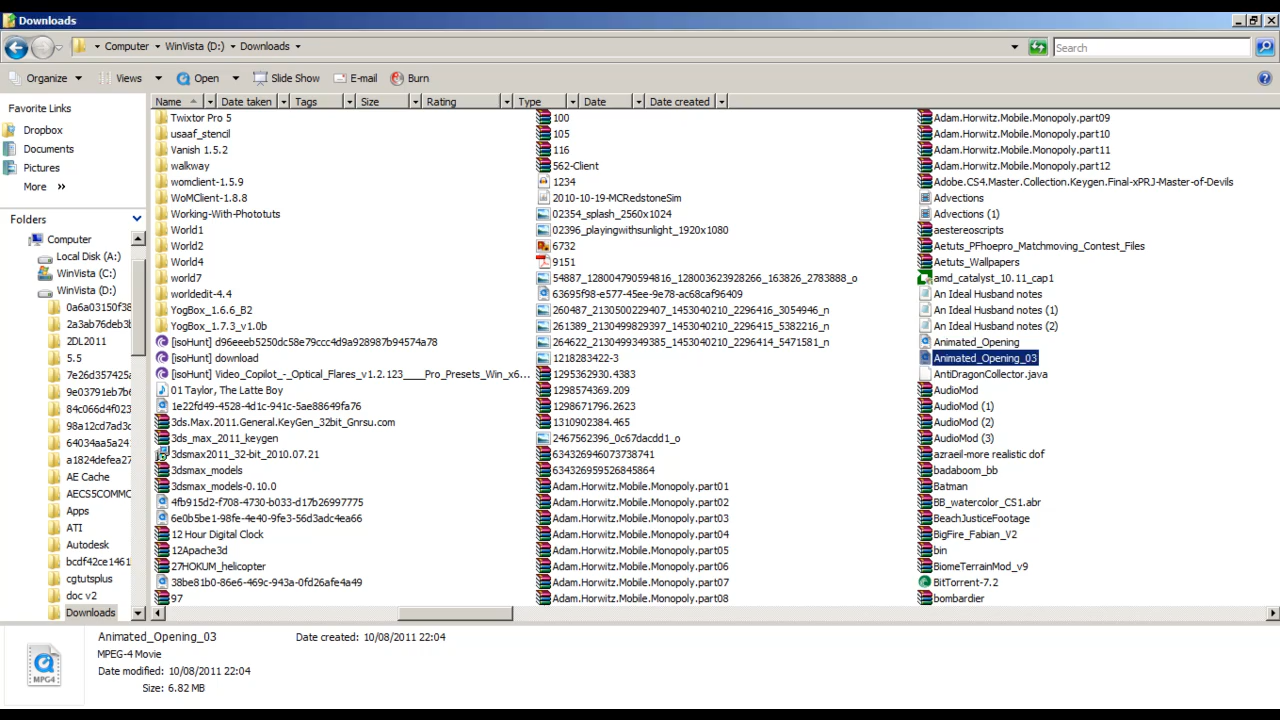 Downloads
Computer WinVista (D:) Downloads
Search
Organize Views Open Slide Show E-mail Burn
Favorite Links
Dropbox
Documents
Pictures
More »
Folders
Computer
Local Disk (A:)
WinVista (C:)
WinVista (D:)
0a6a03150f38
2a3ab76deb3b
2DL2011
5.5
7e26d357425a
9e03791eb7b
84c066d4f023
98a12cd7ad3c
64034aa5a241
a1824defea27
AE Cache
AECS5COMMC
Apps
ATI
Autodesk
bcdf42ce1461
cgtutsplus
doc v2
Downloads
Name Date taken Tags Size Rating Type Date Date created
Twixtor Pro 5
usaaf_stencil
Vanish 1.5.2
walkway
womclient-1.5.9
WoMClient-1.8.8
Working-With-Phototuts
World1
World2
World4
world7
worldedit-4.4
YogBox_1.6.6_B2
YogBox_1.7.3_v1.0b
[isoHunt] d96eeeb5250dc58e79ccc4d9a928987b94574a78
[isoHunt] download
[isoHunt] Video_Copilot_-_Optical_Flares_v1.2.123____Pro_Presets_Win_x6...
01 Taylor, The Latte Boy
1e22fd49-4528-4d1c-941c-5ae88649fa76
3ds.Max.2011.General.KeyGen_32bit_Gnrsu.com
3ds_max_2011_keygen
3dsmax2011_32-bit_2010.07.21
3dsmax_models
3dsmax_models-0.10.0
4fb915d2-f708-4730-b033-d17b26997775
6e0b5be1-98fe-4e40-9fe3-56d3adc4ea66
12 Hour Digital Clock
12Apache3d
27HOKUM_helicopter
38be81b0-86e6-469c-943a-0fd26afe4a49
97
100
105
116
562-Client
1234
2010-10-19-MCRedstoneSim
02354_splash_2560x1024
02396_playingwithsunlight_1920x1080
6732
9151
54887_128004790594816_128003623928266_163826_2783888_o
63695f98-e577-45ee-9e78-ac68caf96409
260487_2130500229407_1453040210_2296416_3054946_n
261389_2130499829397_1453040210_2296415_5382216_n
264622_2130499349385_1453040210_2296414_5471581_n
1218283422-3
1295362930.4383
1298574369.209
1298671796.2623
1310902384.465
2467562396_0c67dacdd1_o
634326946073738741
634326959526845864
Adam.Horwitz.Mobile.Monopoly.part01
Adam.Horwitz.Mobile.Monopoly.part02
Adam.Horwitz.Mobile.Monopoly.part03
Adam.Horwitz.Mobile.Monopoly.part04
Adam.Horwitz.Mobile.Monopoly.part05
Adam.Horwitz.Mobile.Monopoly.part06
Adam.Horwitz.Mobile.Monopoly.part07
Adam.Horwitz.Mobile.Monopoly.part08
Adam.Horwitz.Mobile.Monopoly.part09
Adam.Horwitz.Mobile.Monopoly.part10
Adam.Horwitz.Mobile.Monopoly.part11
Adam.Horwitz.Mobile.Monopoly.part12
Adobe.CS4.Master.Collection.Keygen.Final-xPRJ-Master-of-Devils
Advections
Advections (1)
aestereoscripts
Aetuts_PFhoepro_Matchmoving_Contest_Files
Aetuts_Wallpapers
amd_catalyst_10.11_cap1
An Ideal Husband notes
An Ideal Husband notes (1)
An Ideal Husband notes (2)
Animated_Opening
Animated_Opening_03
AntiDragonCollector.java
AudioMod
AudioMod (1)
AudioMod (2)
AudioMod (3)
azraeil-more realistic dof
badaboom_bb
Batman
BB_watercolor_CS1.abr
BeachJusticeFootage
BigFire_Fabian_V2
bin
BiomeTerrainMod_v9
BitTorrent-7.2
bombardier
Animated_Opening_03 Date created: 10/08/2011 22:04
MPEG-4 Movie
Date modified: 10/08/2011 22:04
Size: 6.82 MB
MPEG4